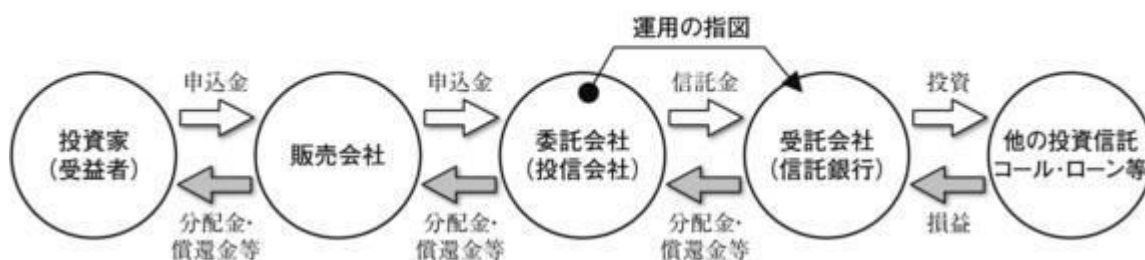 運用の指図
申込金
申込金
信託金
投資
投資家
(受益者)
販売会社
委託会社
(投信会社)
受託会社
(信託銀行)
他の投資信託
コール・ローン等
分配金・
償還金等
分配金・
償還金等
分配金・
償還金等
損益